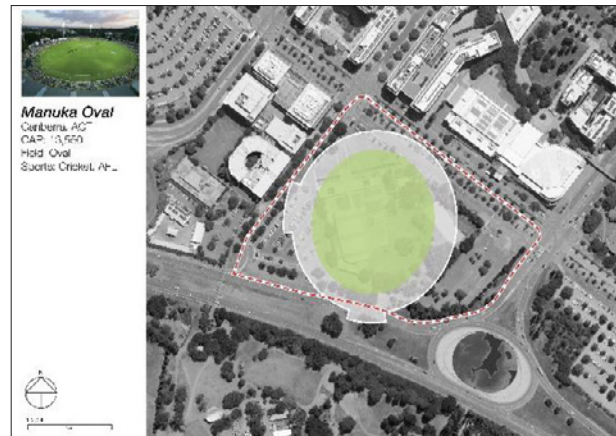 Manuka Oval
Canberra, ACT
CAP: 13,550
Field: Oval
Sports: Cricket, AFL
N